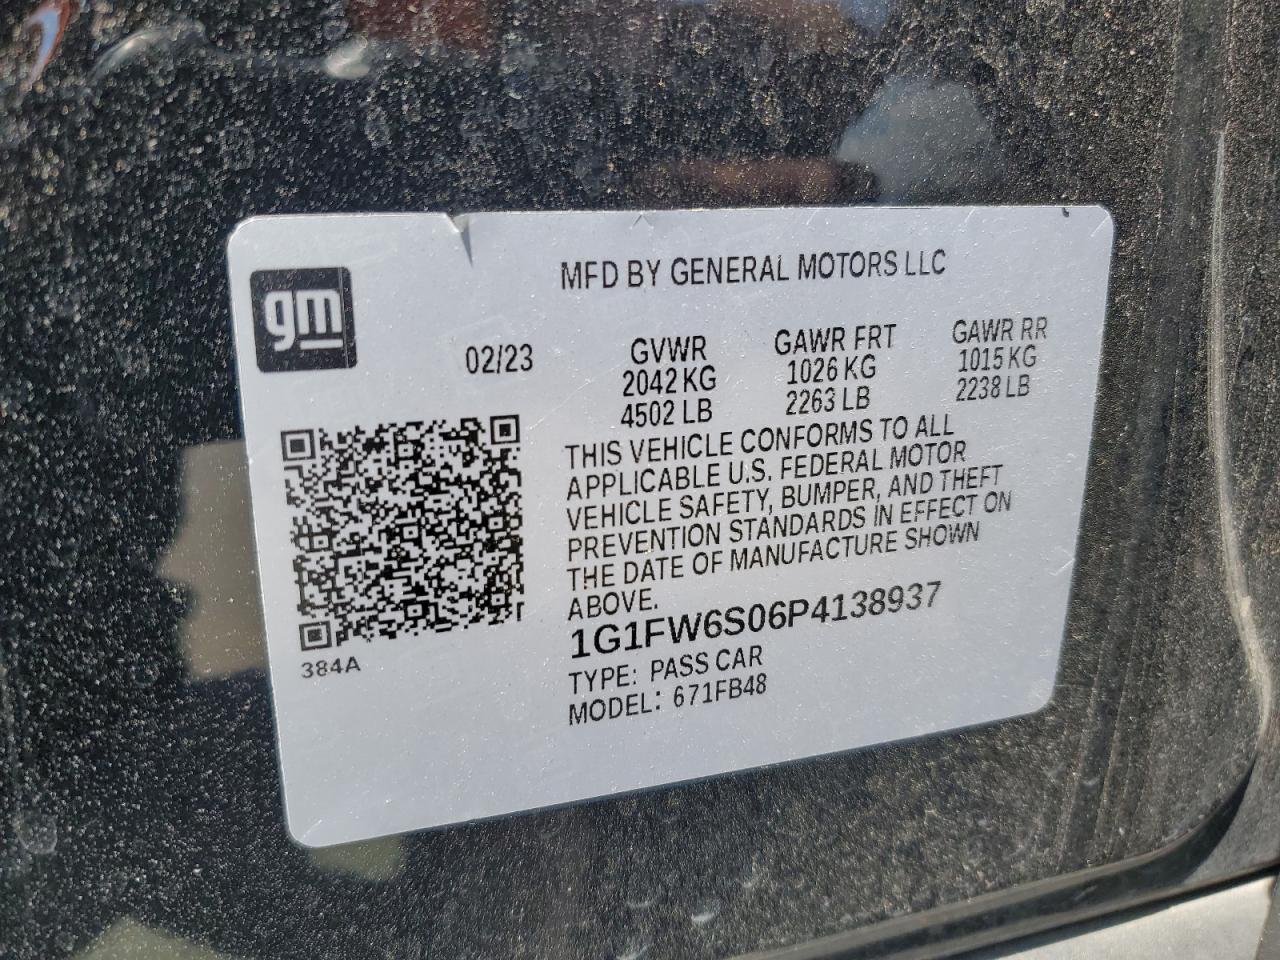 gm
MFD BY GENERAL MOTORS LLC
02/23
GVWR
2042 KG
4502 LB
GAWR FRT
1026 KG
2263 LB
GAWR RR
1015 KG
2238 LB
THIS VEHICLE CONFORMS TO ALL
APPLICABLE U.S. FEDERAL MOTOR
VEHICLE SAFETY, BUMPER, AND THEFT
PREVENTION STANDARDS IN EFFECT ON
THE DATE OF MANUFACTURE SHOWN
ABOVE.
1G1FW6S06P4138937
TYPE: PASS CAR
MODEL: 671FB48
384A